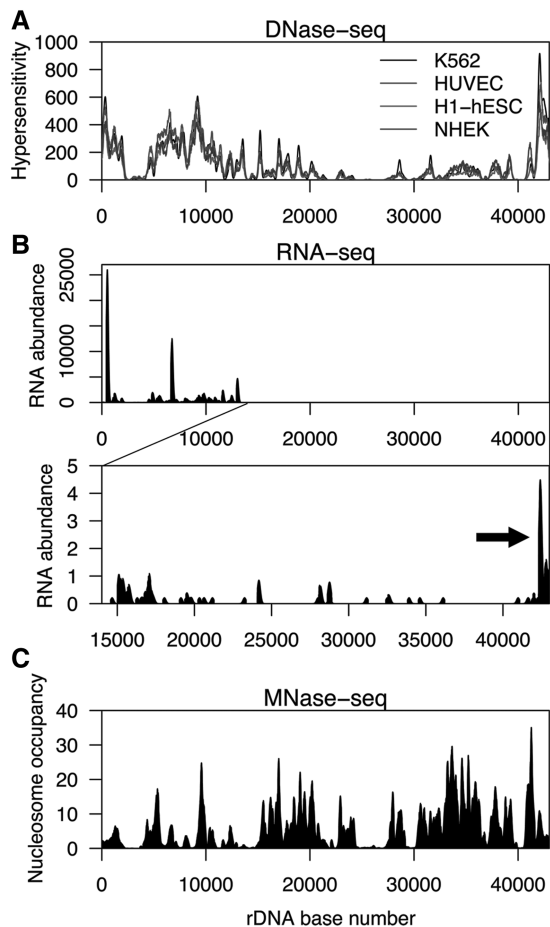 A
DNase-seq
Hypersensitivity
1000
800
600
400
200
0
K562
HUVEC
H1-hESC
NHEK
0 10000 20000 30000 40000
B
RNA-seq
RNA abundance
25000
10000
0
0 10000 20000 30000 40000
RNA abundance
5
4
3
2
1
0
15000 20000 25000 30000 35000 40000
C
MNase-seq
Nucleosome occupancy
40
30
20
10
0
0 10000 20000 30000 40000
rDNA base number